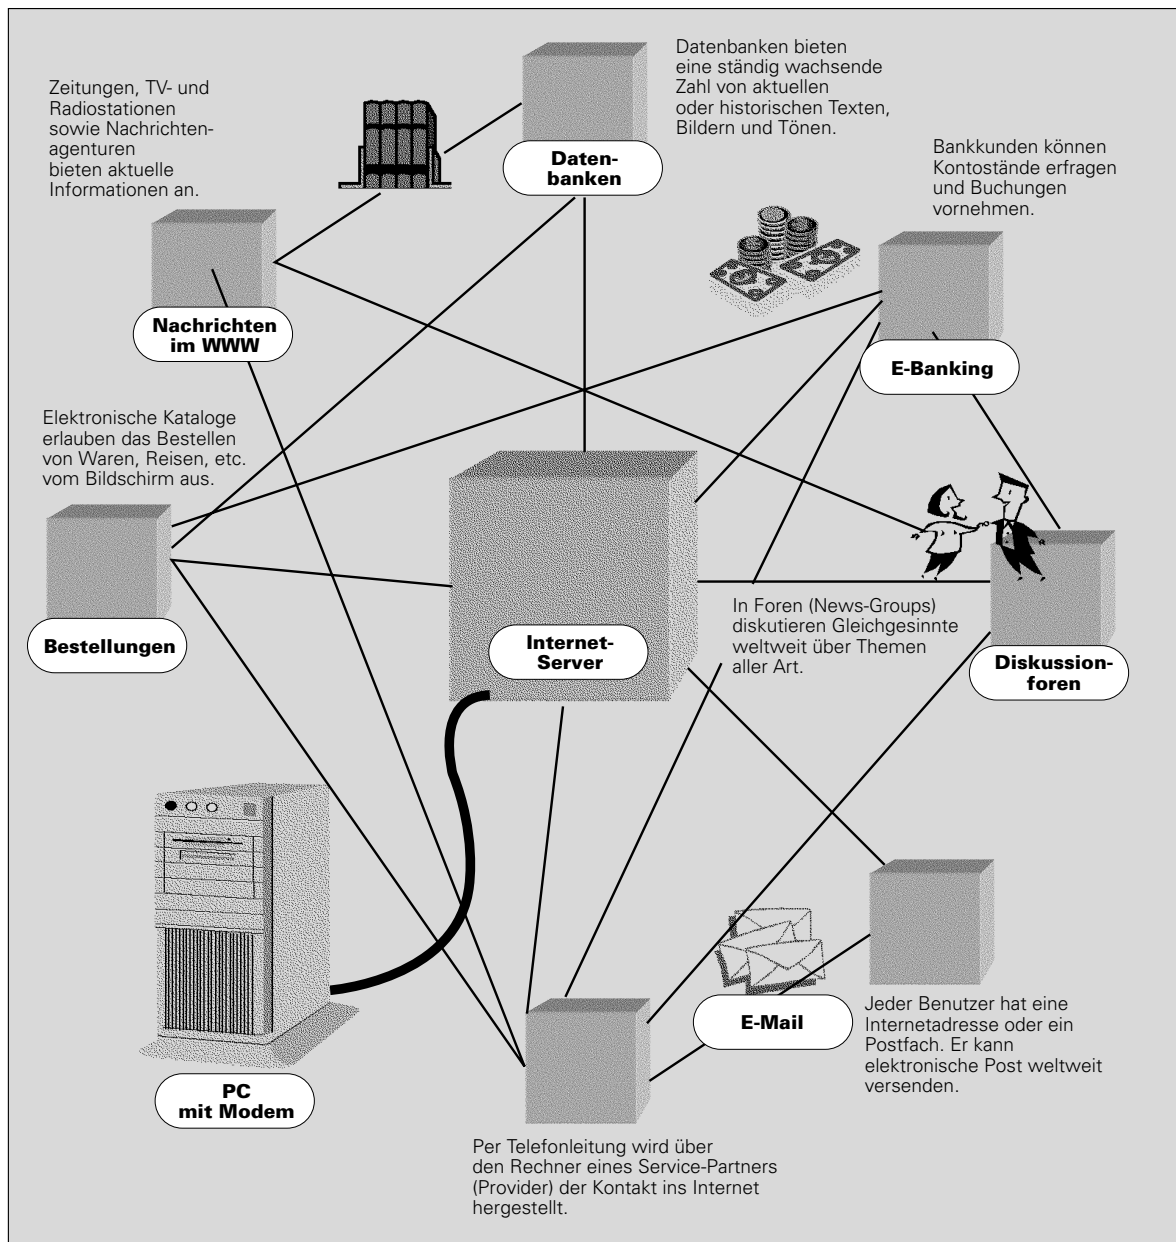 Zeitungen, TV- und
Radiostationen
sowie Nachrichten-
agenturen
bieten aktuelle
Informationen an.
Nachrichten
im WWW
Datenbanken bieten
eine ständig wachsende
Zahl von aktuellen
oder historischen Texten,
Bildern und Tönen.
Daten-
banken
Bankkunden können
Kontostände erfragen
und Buchungen
vornehmen.
E-Banking
Elektronische Kataloge
erlauben das Bestellen
von Waren, Reisen, etc.
vom Bildschirm aus.
Bestellungen
Internet-
Server
In Foren (News-Groups)
diskutieren Gleichgesinnte
weltweit über Themen
aller Art.
Diskussion-
foren
PC
mit Modem
E-Mail
Jeder Benutzer hat eine
Internetadresse oder ein
Postfach. Er kann
elektronische Post weltweit
versenden.
Per Telefonleitung wird über
den Rechner eines Service-Partners
(Provider) der Kontakt ins Internet
hergestellt.